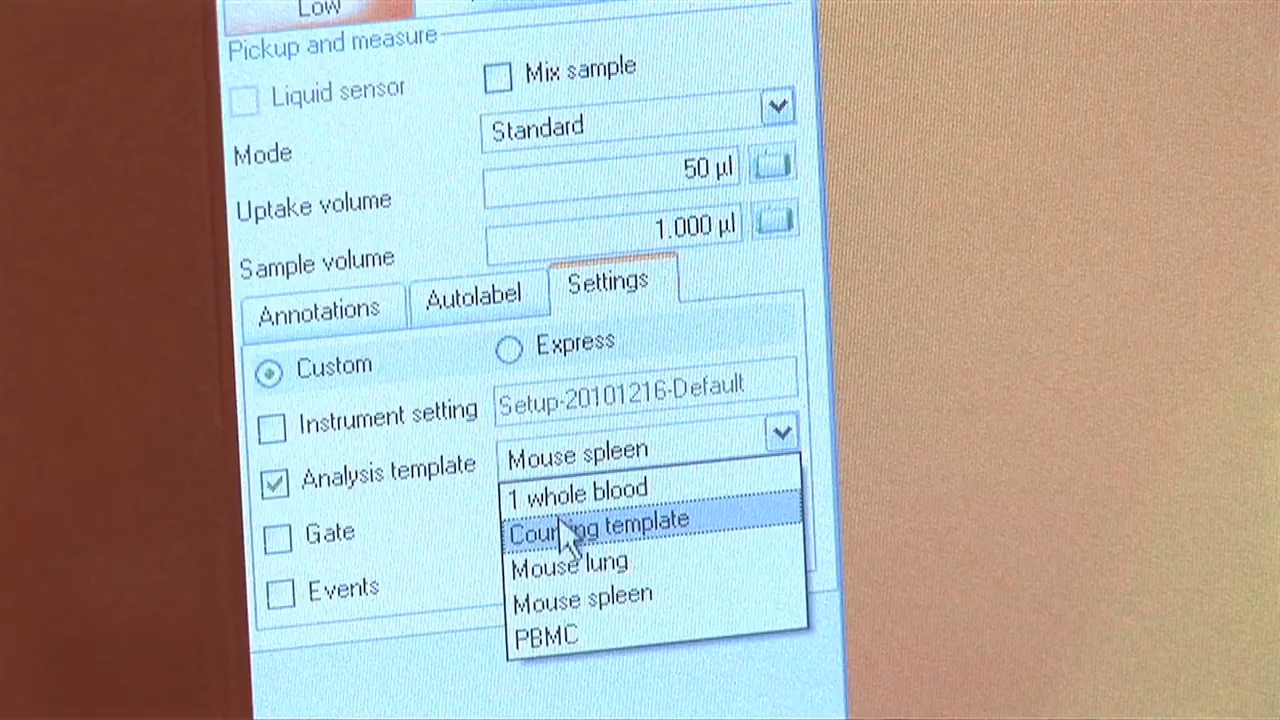 Low
Pickup and measure
Liquid sensor
Mix sample
Mode
Standard
Uptake volume
50 µl
Sample volume
1.000 µl
Annotations
Autolabel
Settings
Custom
Express
Instrument setting
Setup-20101216-Default
Analysis template
Mouse spleen
Gate
Events
1 whole blood
Counting template
Mouse lung
Mouse spleen
PBMC